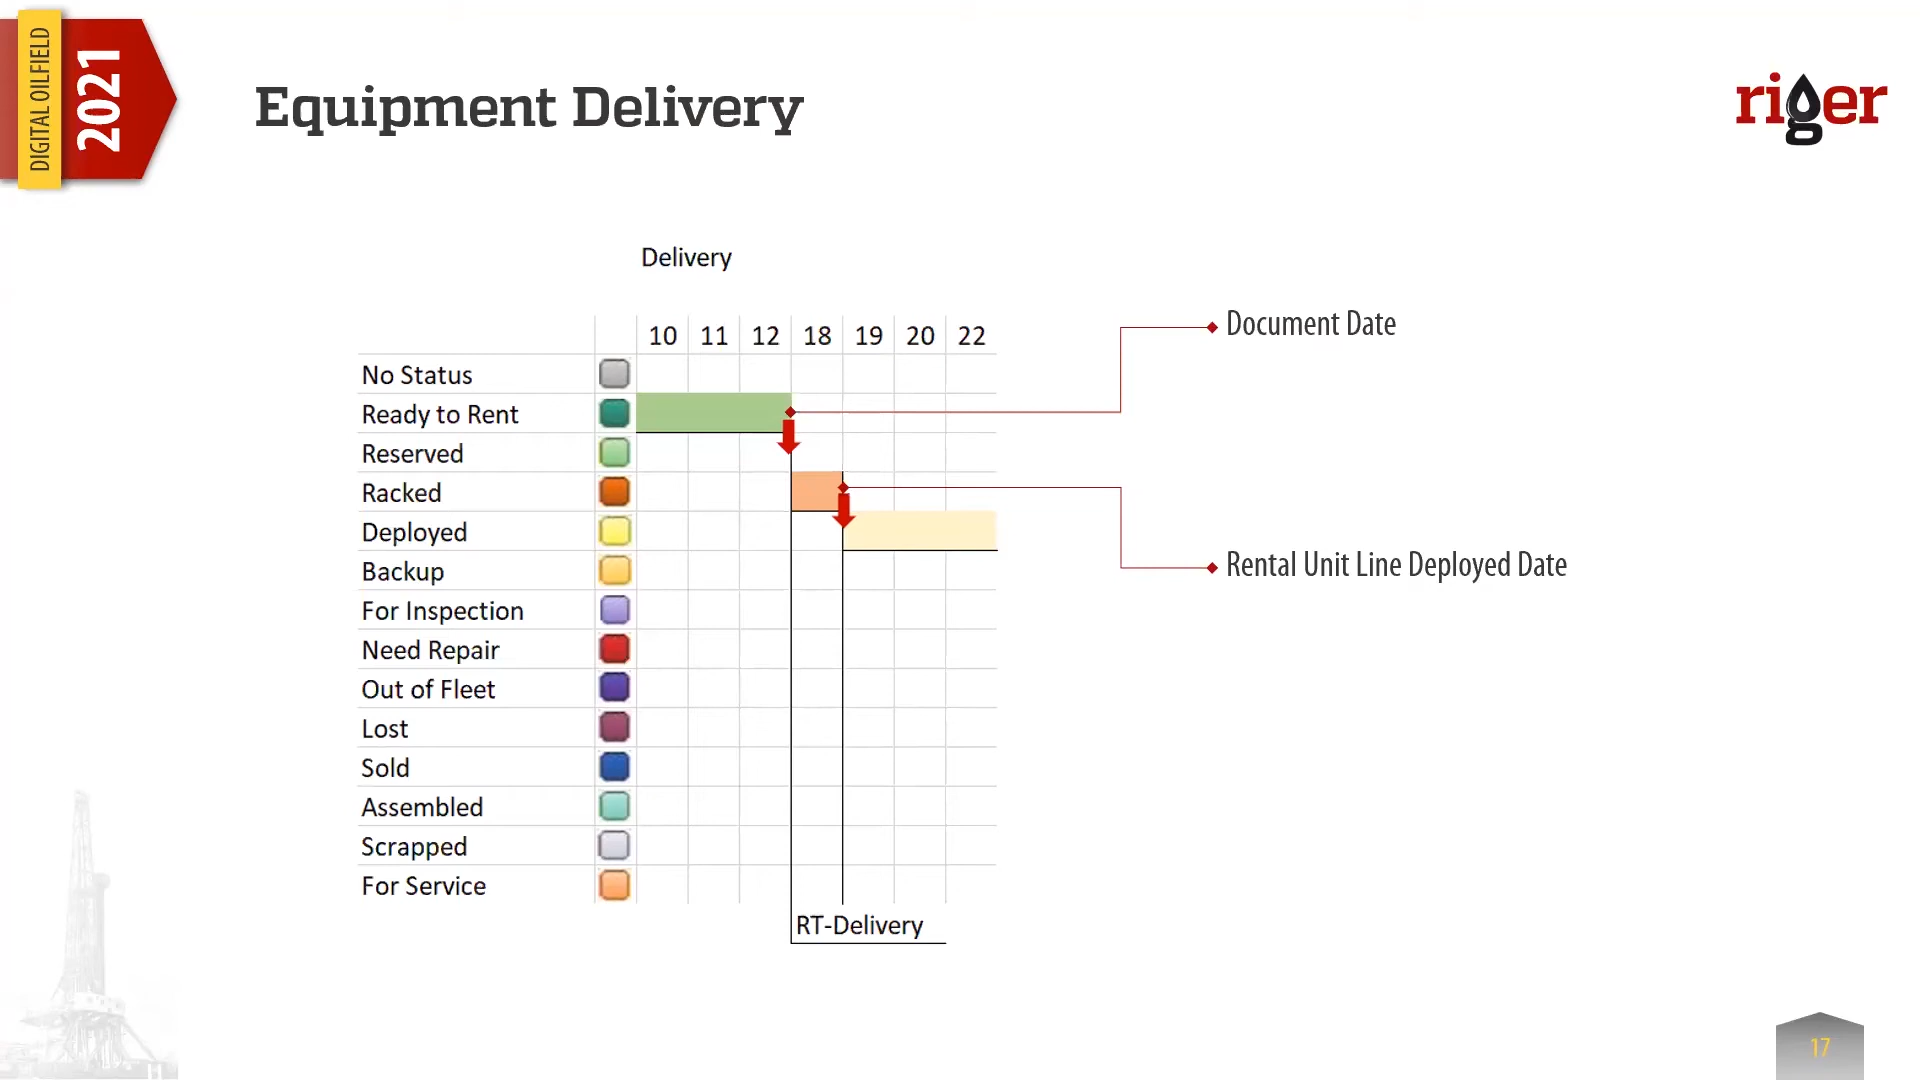 DIGITAL OILFIELD
2021
Equipment Delivery
riger
Delivery
10 11 12 18 19 20 22
Document Date
No Status
Ready to Rent
Reserved
Racked
Deployed
Rental Unit Line Deployed Date
Backup
For Inspection
Need Repair
Out of Fleet
Lost
Sold
Assembled
Scrapped
For Service
RT-Delivery
17